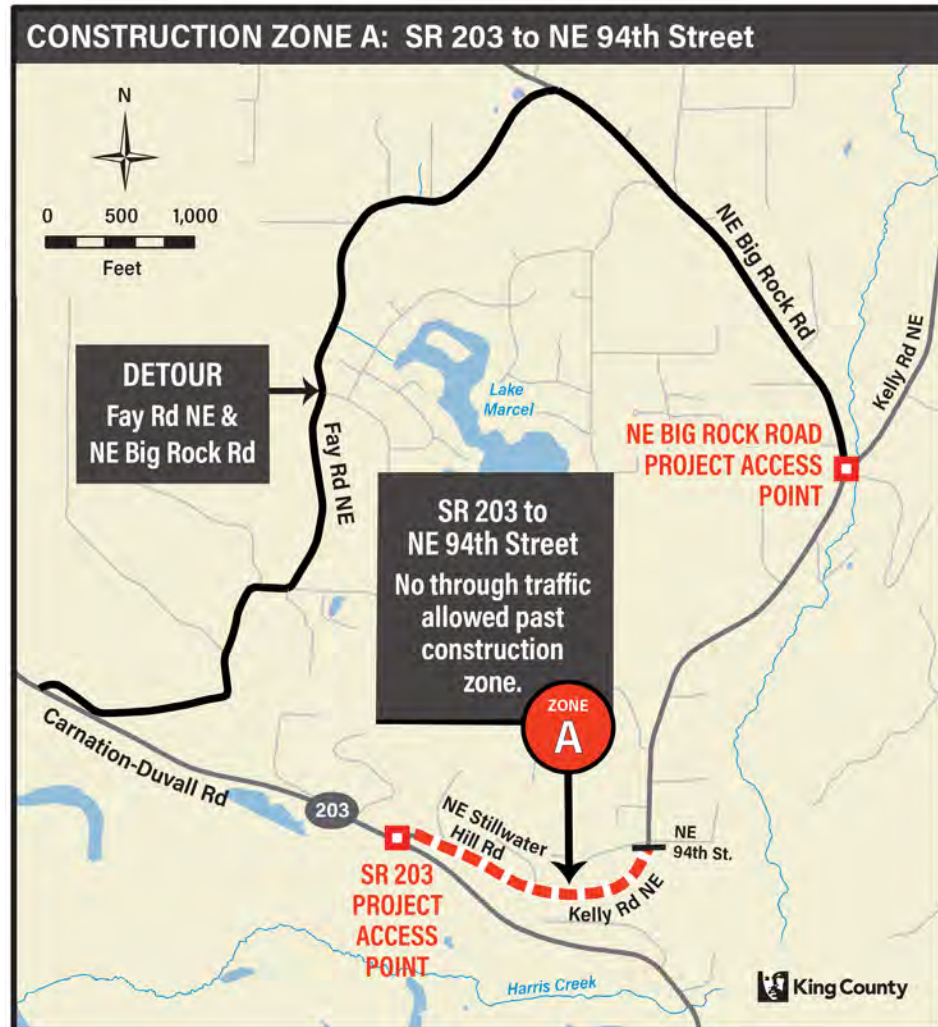 CONSTRUCTION ZONE A: SR 203 to NE 94th Street
N
0 500 1,000
Feet
NE Big Rock Rd
Kelly Rd NE
DETOUR
Fay Rd NE &
NE Big Rock Rd
Lake
Marcel
Fay Rd NE
NE BIG ROCK ROAD
PROJECT ACCESS
POINT
SR 203 to
NE 94th Street
No through traffic
allowed past
construction
zone.
ZONE
A
Carnation-Duvall Rd
203
NE Stillwater
Hill Rd
NE
94th St.
Kelly Rd NE
SR 203
PROJECT
ACCESS
POINT
Harris Creek
King County